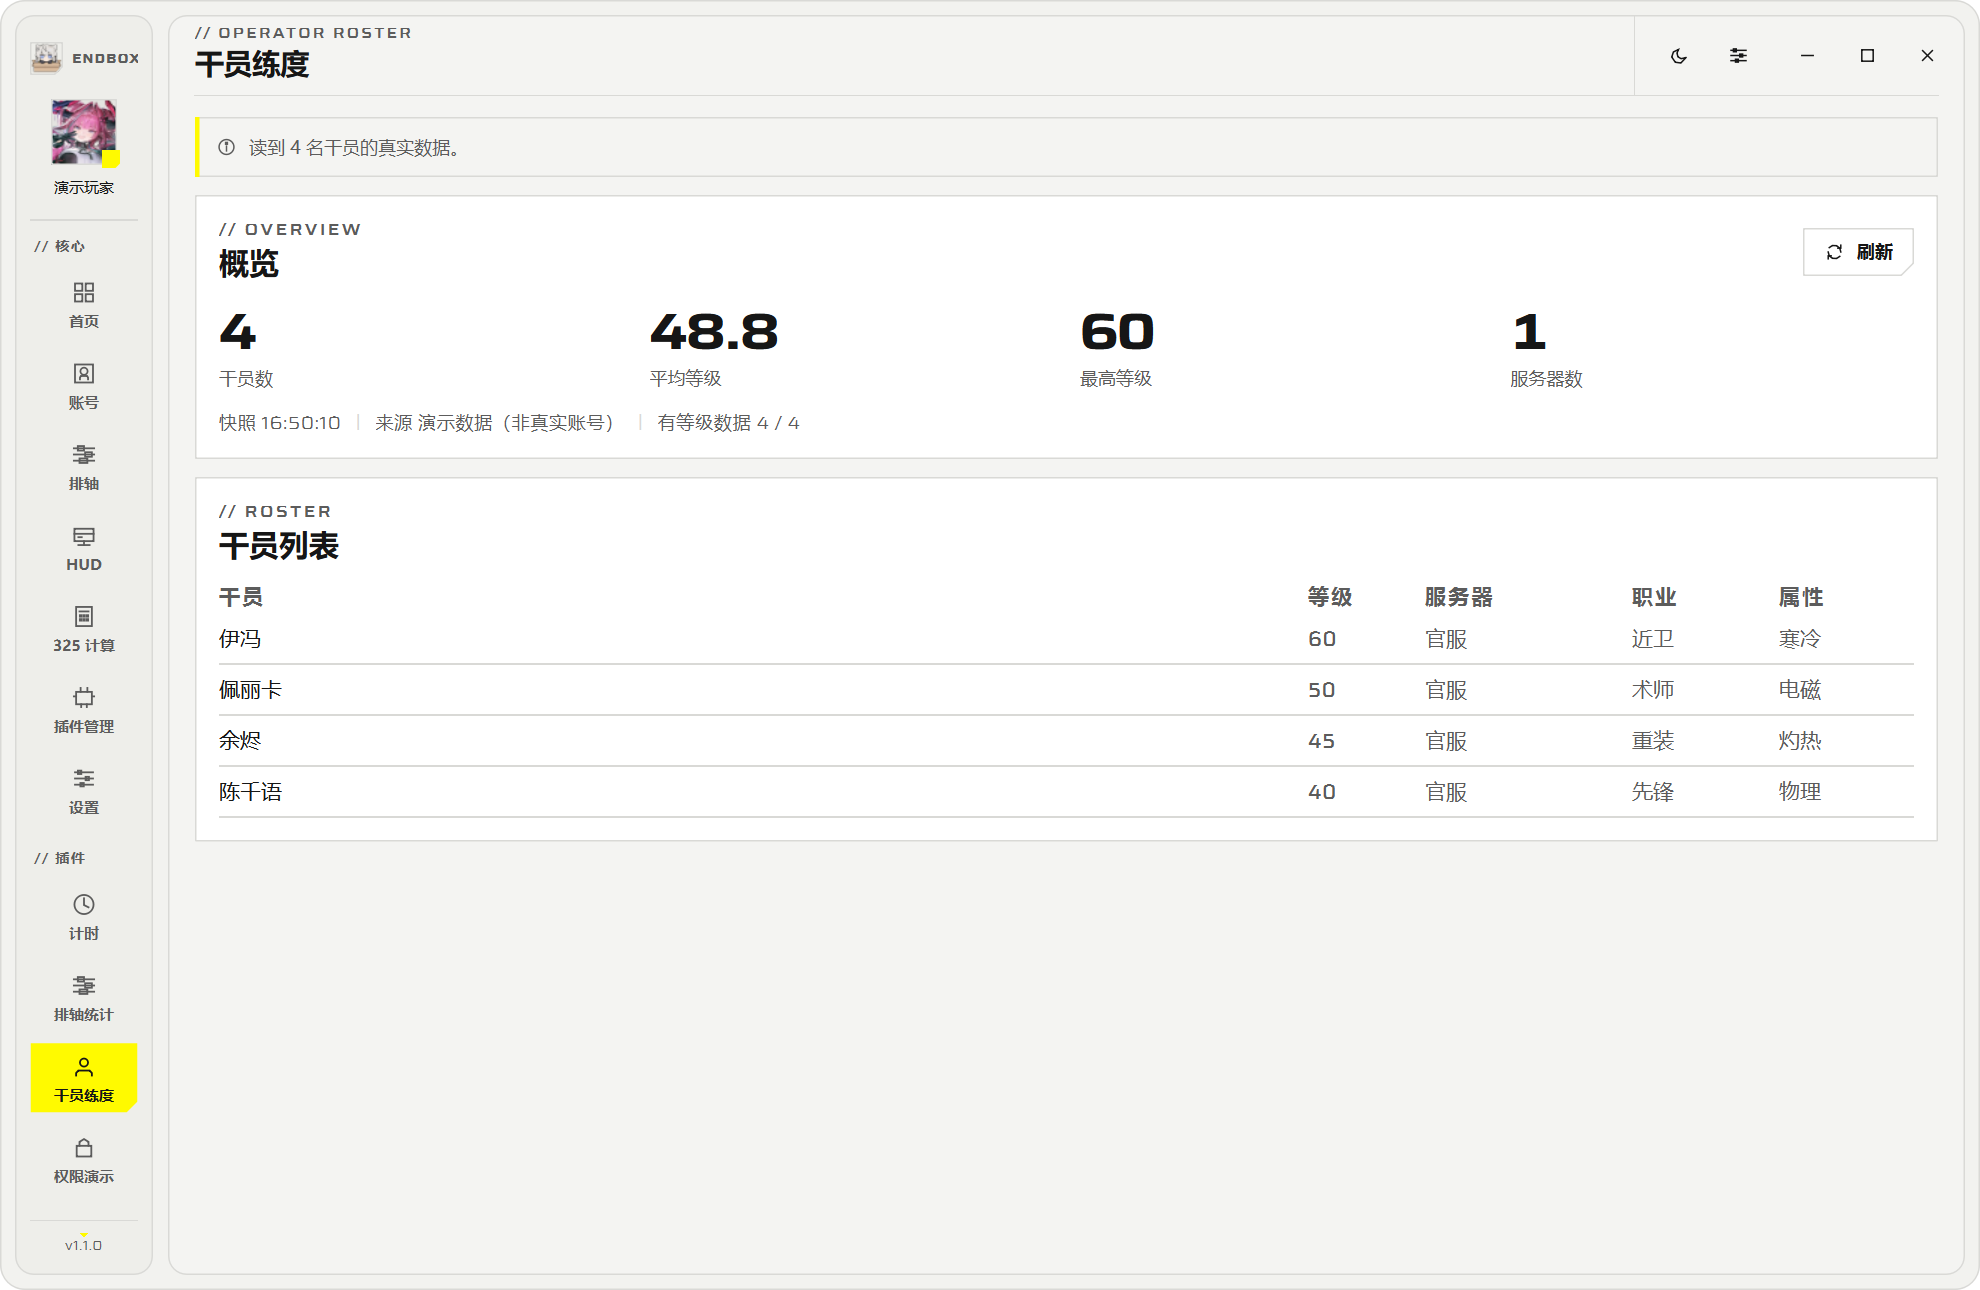 ENDBOX
演示玩家
// 核心
首页
账号
排轴
HUD
325 计算
插件管理
设置
// 插件
计时
排轴统计
干员练度
权限演示
v1.1.0
// OPERATOR ROSTER
干员练度
读到 4 名干员的真实数据。
// OVERVIEW
概览
刷新
4
干员数
48.8
平均等级
60
最高等级
1
服务器数
快照 16:50:10 | 来源 演示数据（非真实账号） | 有等级数据 4 / 4
// ROSTER
干员列表
干员 等级 服务器 职业 属性
伊冯 60 官服 近卫 寒冷
佩丽卡 50 官服 术师 电磁
余烬 45 官服 重装 灼热
陈千语 40 官服 先锋 物理